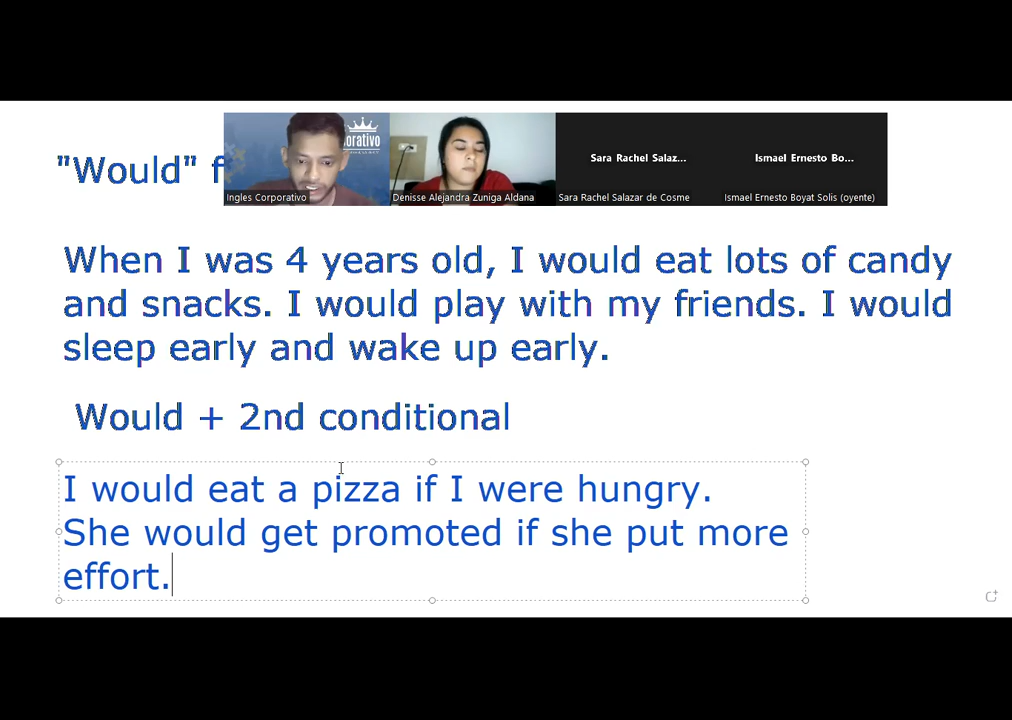 "Would" f
orativo
Ingles Corporativo
Denisse Alejandra Zuniga Aldana
Sara Rachel Salaz...
Sara Rachel Salazar de Cosme
Ismael Ernesto Bo...
Ismael Ernesto Boyat Solis (oyente)
When I was 4 years old, I would eat lots of candy
and snacks. I would play with my friends. I would
sleep early and wake up early.
Would + 2nd conditional
I would eat a pizza if I were hungry.
She would get promoted if she put more
effort.